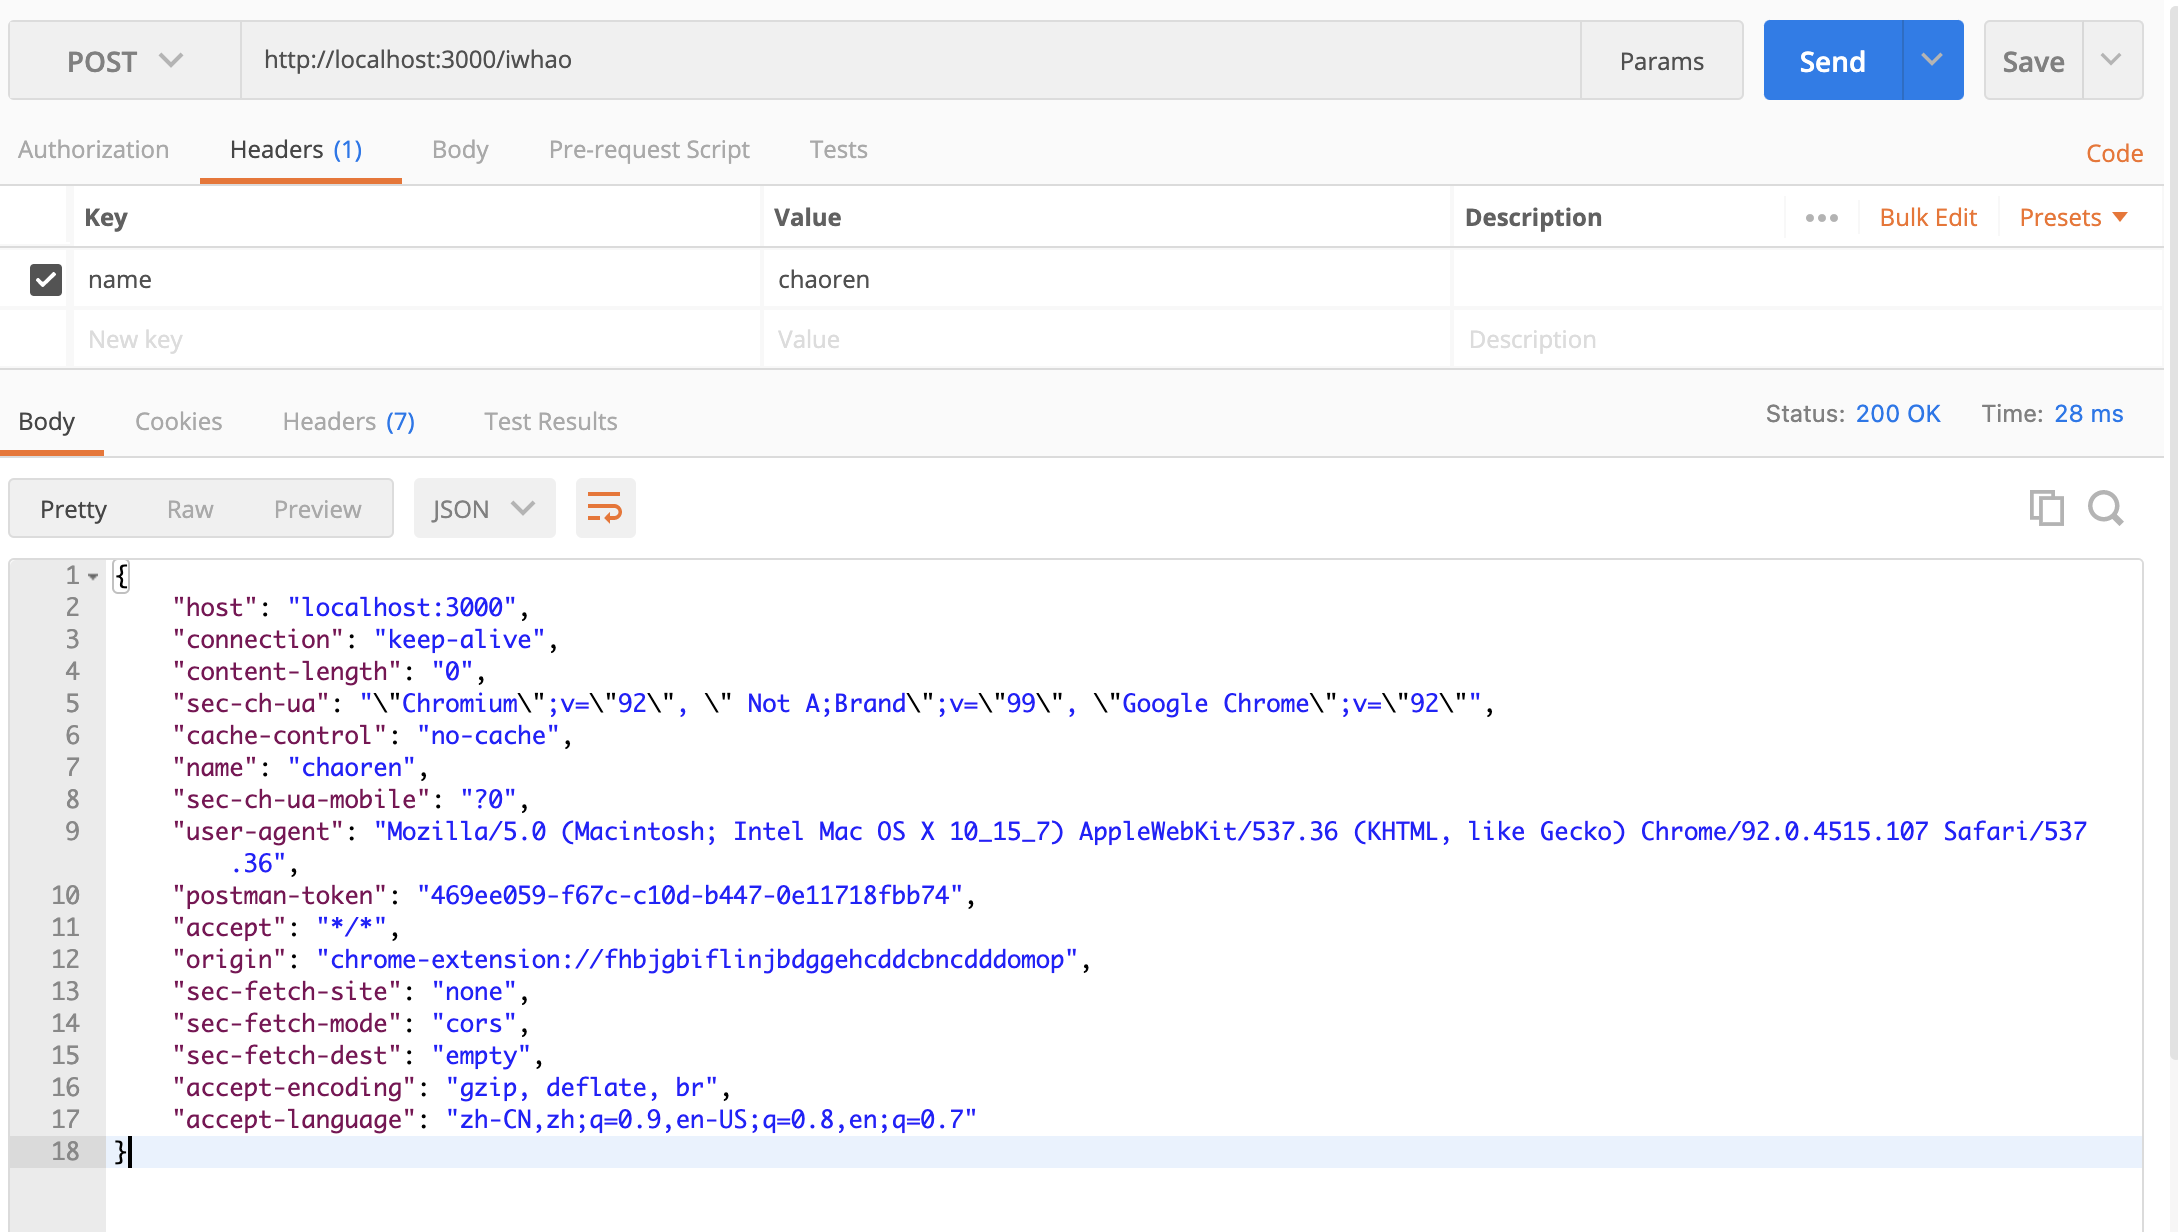 POST http://localhost:3000/iwhao Params Send Save
Authorization Headers (1) Body Pre-request Script Tests Code
Key Value Description ••• Bulk Edit Presets
name chaoren
New key Value Description
Body Cookies Headers (7) Test Results Status: 200 OK Time: 28 ms
Pretty Raw Preview JSON
1 {
2 "host": "localhost:3000",
3 "connection": "keep-alive",
4 "content-length": "0",
5 "sec-ch-ua": "\"Chromium\";v=\"92\", \" Not A;Brand\";v=\"99\", \"Google Chrome\";v=\"92\"",
6 "cache-control": "no-cache",
7 "name": "chaoren",
8 "sec-ch-ua-mobile": "?0",
9 "user-agent": "Mozilla/5.0 (Macintosh; Intel Mac OS X 10_15_7) AppleWebKit/537.36 (KHTML, like Gecko) Chrome/92.0.4515.107 Safari/537
.36",
10 "postman-token": "469ee059-f67c-c10d-b447-0e11718fbb74",
11 "accept": "*/*",
12 "origin": "chrome-extension://fhbjgbiflinjbdggehcddcbncdddomop",
13 "sec-fetch-site": "none",
14 "sec-fetch-mode": "cors",
15 "sec-fetch-dest": "empty",
16 "accept-encoding": "gzip, deflate, br",
17 "accept-language": "zh-CN,zh;q=0.9,en-US;q=0.8,en;q=0.7"
18 }